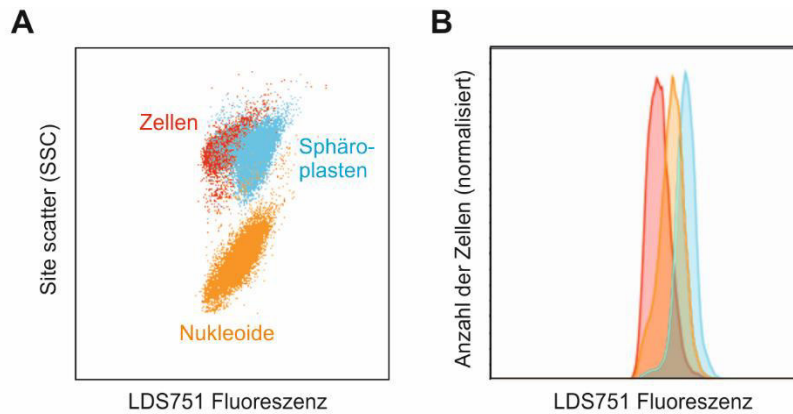 A
Site scatter (SSC)
Zellen
Sphäro-
plasten
Nukleoide
LDS751 Fluoreszenz
B
Anzahl der Zellen (normalisiert)
LDS751 Fluoreszenz